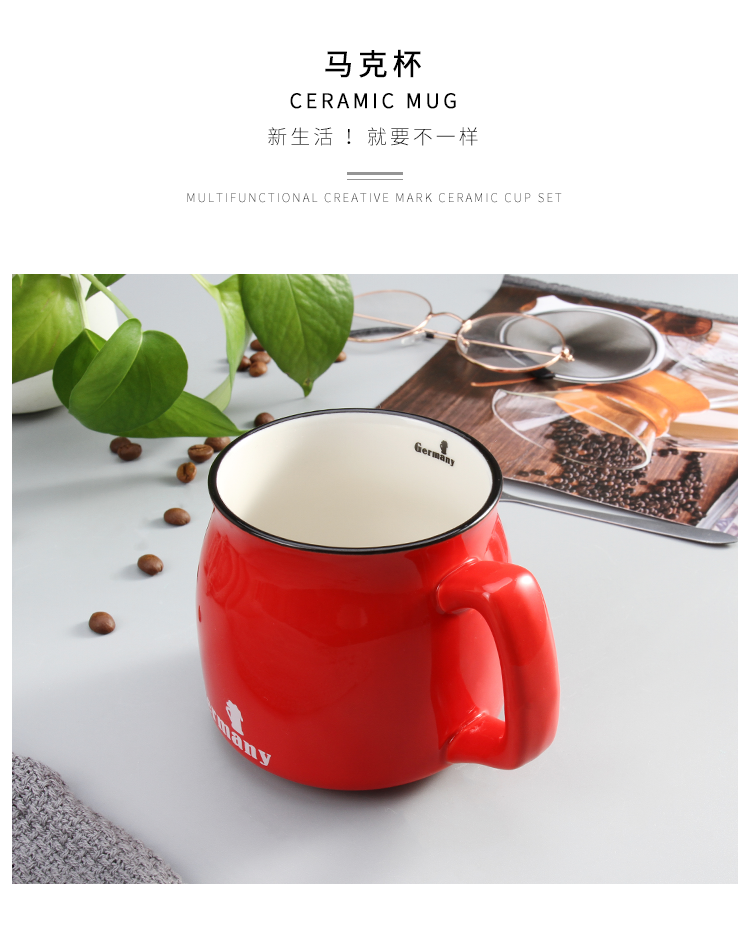 马克杯
CERAMIC MUG
新生活 ! 就要不一样
MULTIFUNCTIONAL CREATIVE MARK CERAMIC CUP SET
Germany
rmany